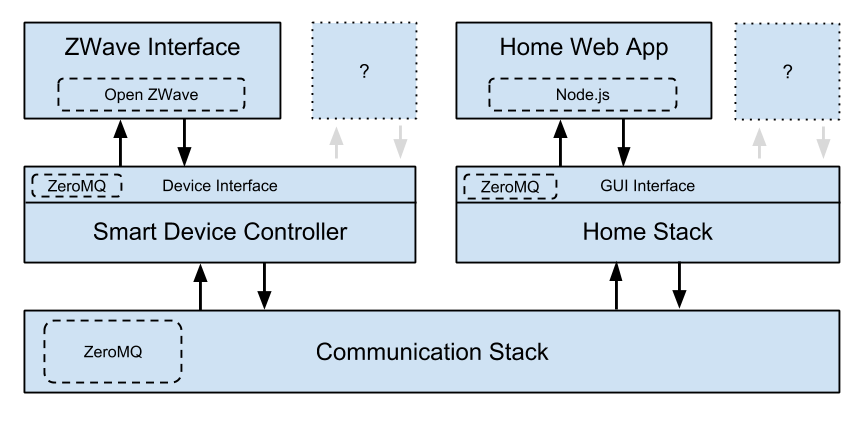 ZWave Interface
Open ZWave
?
Home Web App
Node.js
?
ZeroMQ
Device Interface
Smart Device Controller
ZeroMQ
GUI Interface
Home Stack
ZeroMQ
Communication Stack